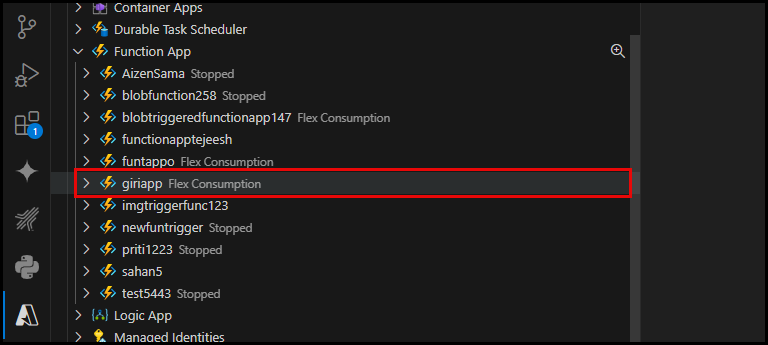 Container Apps
Durable Task Scheduler
Function App
AizenSama Stopped
blobfunction258 Stopped
blobtriggeredfunctionapp147 Flex Consumption
functionapptejeesh
funtappo Flex Consumption
giriapp Flex Consumption
imgtriggerfunc123
newfuntrigger Stopped
priti1223 Stopped
sahan5
test5443 Stopped
Logic App
Managed Identities
1